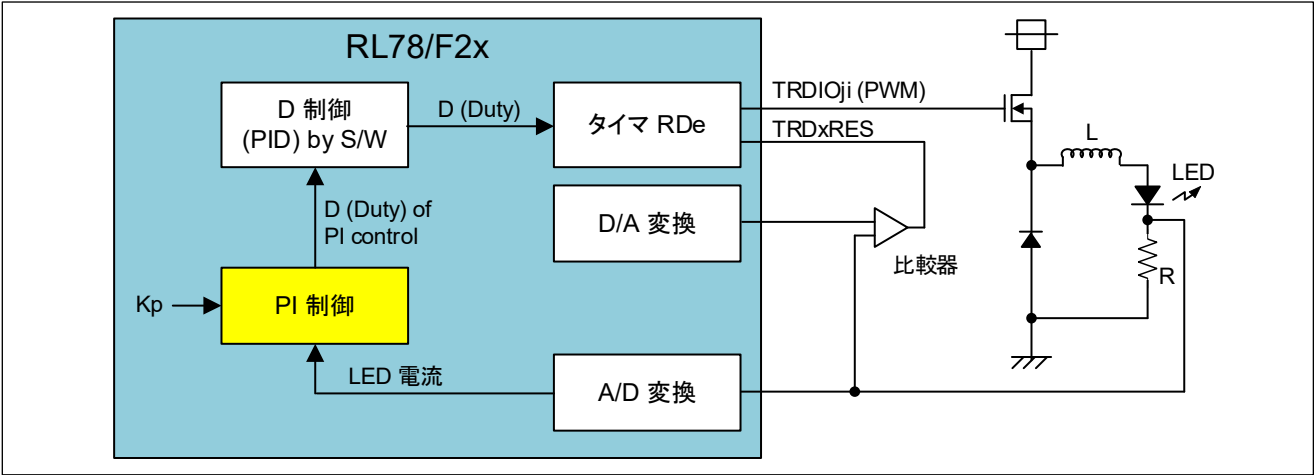 RL78/F2x
D 制御
(PID) by S/W
D (Duty)
タイマ RDe
TRDIOji (PWM)
TRDxRES
L
LED
D (Duty) of
PI control
D/A 変換
比較器
R
Kp
PI 制御
LED 電流
A/D 変換